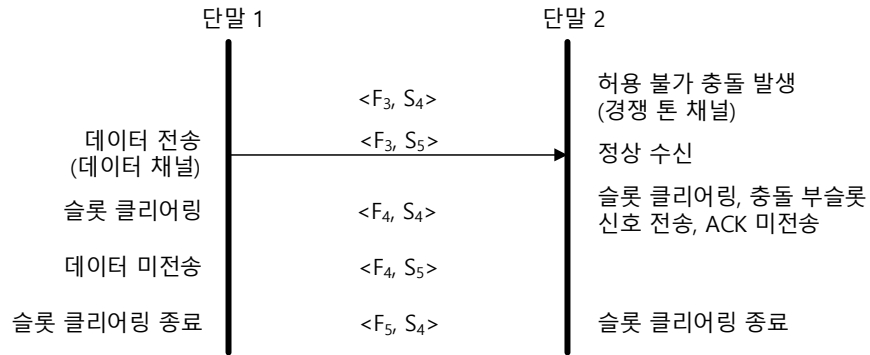 단말 1
단말 2
<F3, S4>
허용 불가 충돌 발생
(경쟁 톤 채널)
데이터 전송
(데이터 채널)
<F3, S5>
정상 수신
슬롯 클리어링
<F4, S4>
슬롯 클리어링, 충돌 부슬롯
신호 전송, ACK 미전송
데이터 미전송
<F4, S5>
슬롯 클리어링 종료
<F5, S4>
슬롯 클리어링 종료